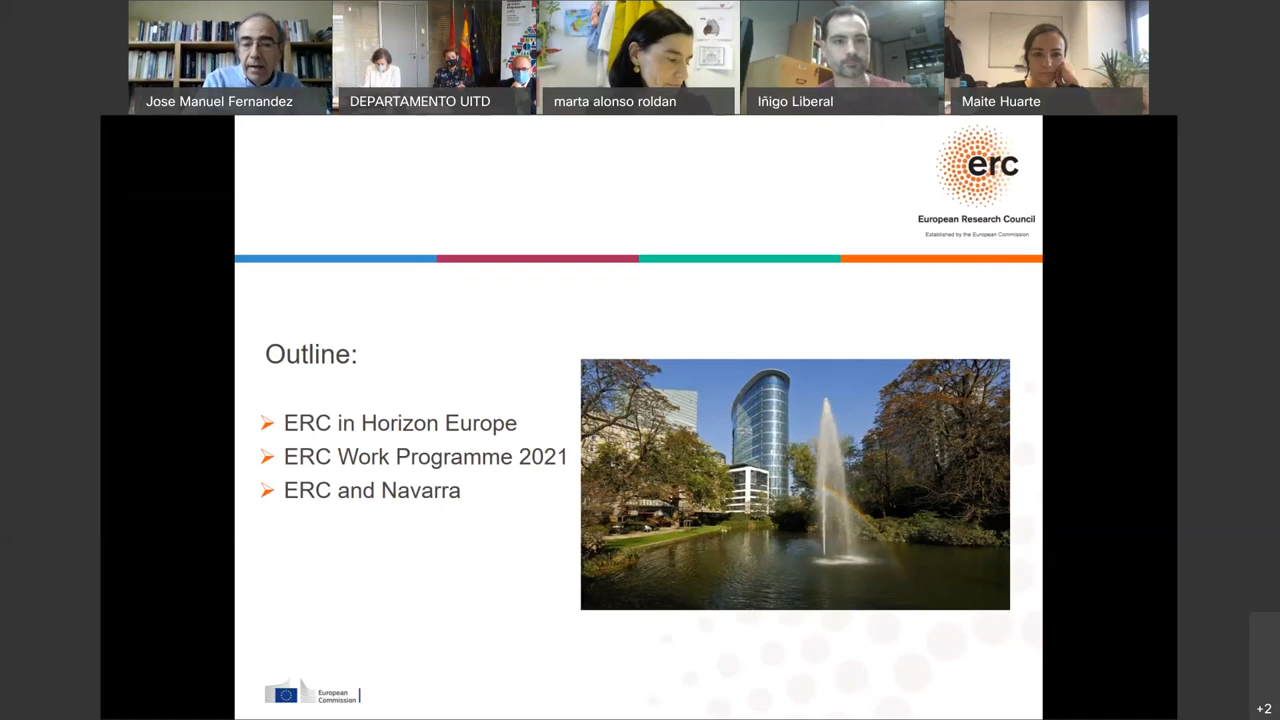 Jose Manuel Fernandez
DEPARTAMENTO UITD
marta alonso roldan
Iñigo Liberal
Maite Huarte
erc
European Research Council
Established by the European Commission
Outline:
ERC in Horizon Europe
ERC Work Programme 2021
ERC and Navarra
European
Commission
+2